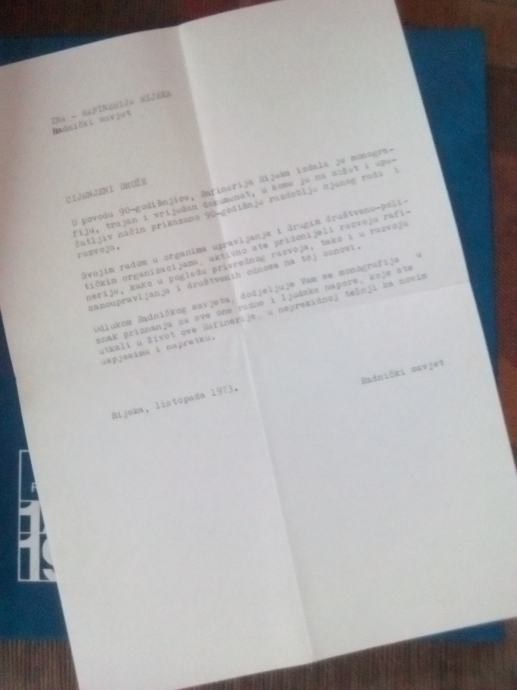 INA - RAFINERIJA RIJEKA
Radnički savjet
CIJENJENI DRUŽE
U povodu 90-godišnjice, Rafinerija Rijeka izdala je monogra-
fiju, trajan i vrijedan dokumenat, u kome je na sažet i upe-
čatljiv način prikazano 90-godišnje razdoblje njenog rada i
razvoja.
Svojim radom u organima upravljanja i drugim društveno-poli-
tičkim organizacijama, aktivno ste pridonijeli razvoju rafi-
nerije, kako u pogledu privrednog razvoja, tako i u razvoju
samoupravljanja i društvenih odnosa na toj osnovi.
Odlukom Radničkog savjeta, dodjeljuje Vam se monografija u
znak priznanja za sve one radne i ljudske napore, koje ste
utkali u život ove Rafinerije, u neprekidnoj težnji ka novim
uspjesima i napretku.
Rijeka, listopada 1973.
Radnički savjet